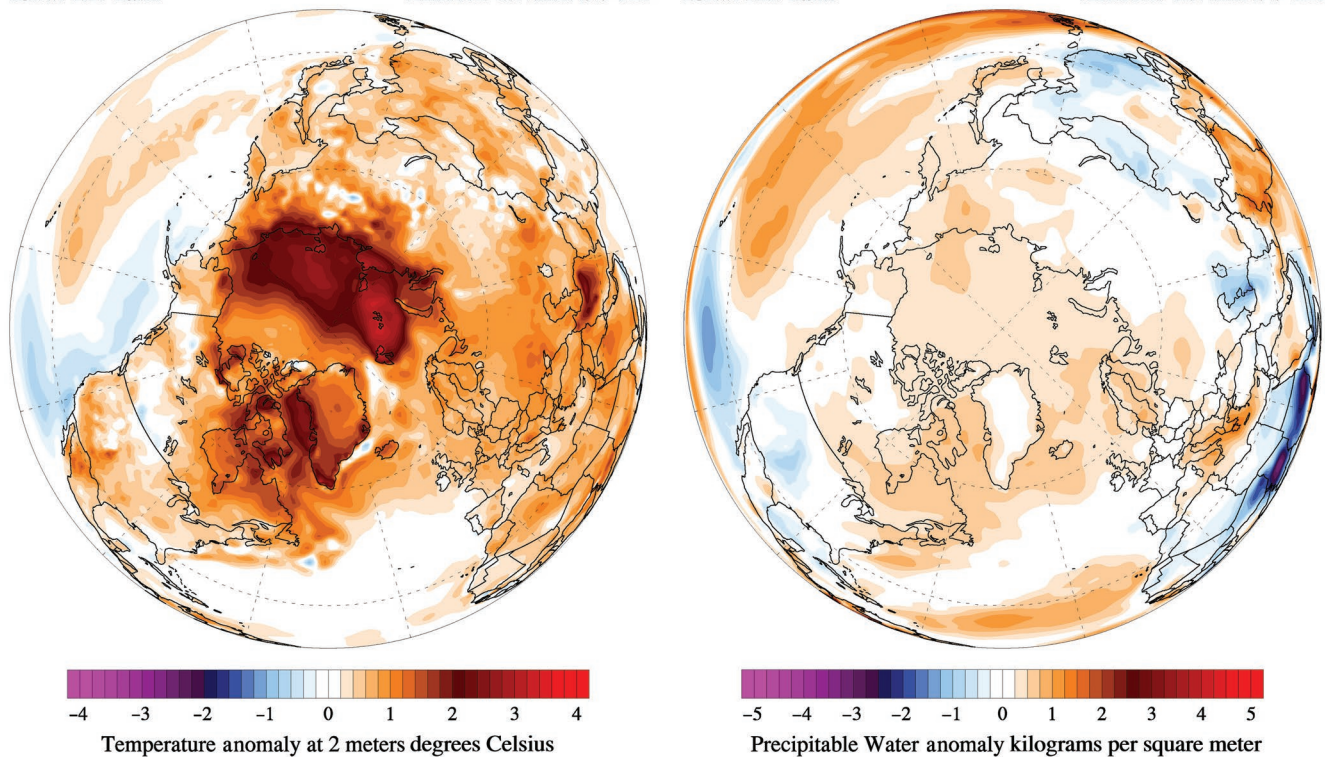 −4 −3 −2 −1 0 1 2 3 4
Temperature anomaly at 2 meters degrees Celsius
−5 −4 −3 −2 −1 0 1 2 3 4 5
Precipitable Water anomaly kilograms per square meter